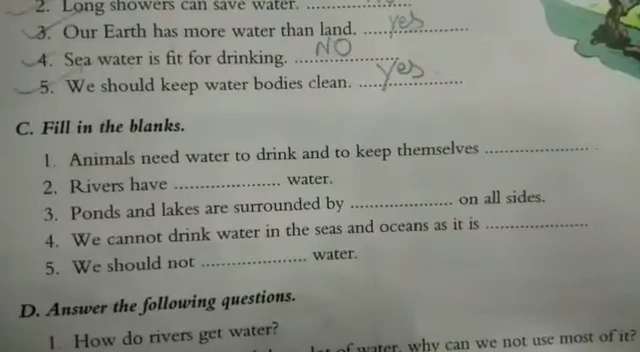 2. Long showers can save water. ....................
3. Our Earth has more water than land. .................... yes
4. Sea water is fit for drinking. .................... NO
5. We should keep water bodies clean. .................... Yes
C. Fill in the blanks.
1. Animals need water to drink and to keep themselves ....................
2. Rivers have .................... water.
3. Ponds and lakes are surrounded by .................... on all sides.
4. We cannot drink water in the seas and oceans as it is ....................
5. We should not .................... water.
D. Answer the following questions.
1. How do rivers get water?
of water, why can we not use most of it?